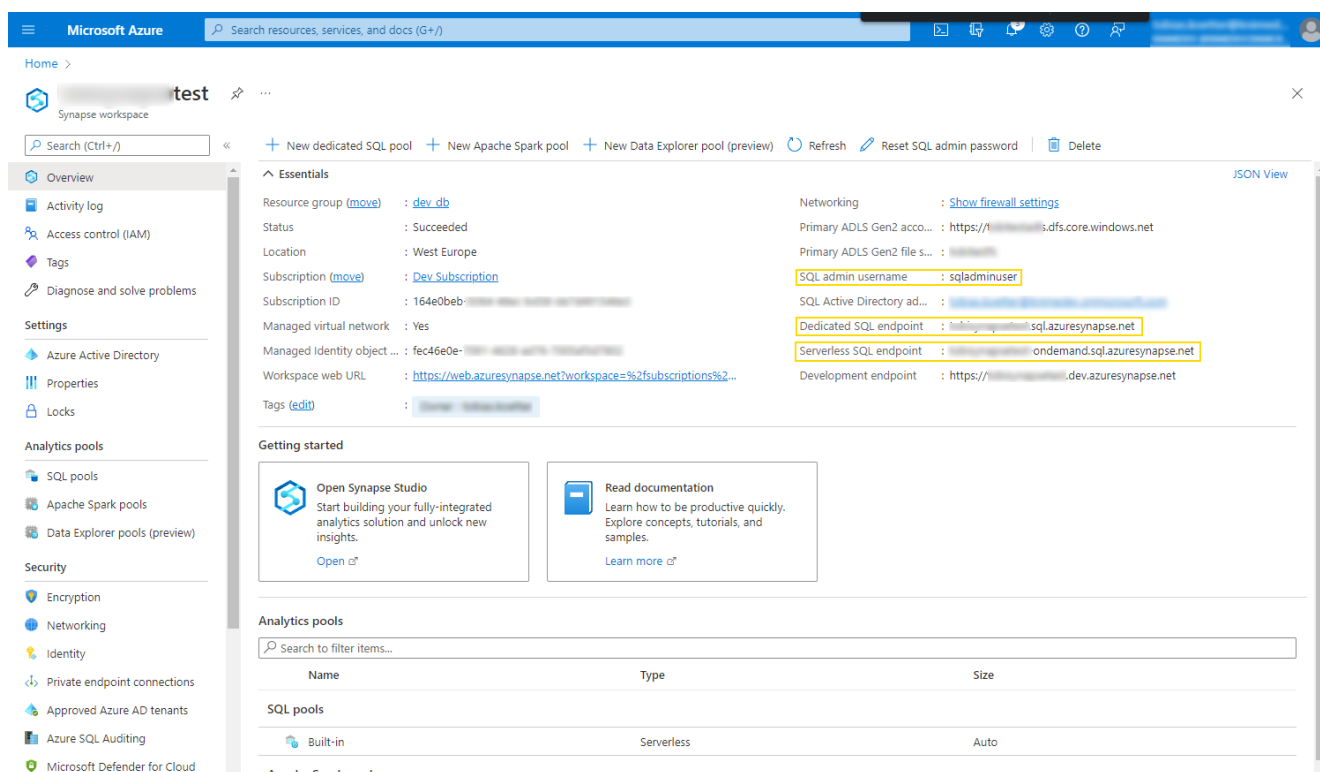 Microsoft Azure
Search resources, services, and docs (G+/)
Home >
test
...
Synapse workspace
Search (Ctrl+/)
«
Overview
Activity log
Access control (IAM)
Tags
Diagnose and solve problems
Settings
Azure Active Directory
Properties
Locks
Analytics pools
SQL pools
Apache Spark pools
Data Explorer pools (preview)
Security
Encryption
Networking
Identity
Private endpoint connections
Approved Azure AD tenants
Azure SQL Auditing
Microsoft Defender for Cloud
New dedicated SQL pool New Apache Spark pool New Data Explorer pool (preview) Refresh Reset SQL admin password Delete
Essentials JSON View
Resource group (move) : dev_db
Status : Succeeded
Location : West Europe
Subscription (move) : Dev Subscription
Subscription ID : 164e0beb-
Managed virtual network : Yes
Managed Identity object ... : fec46e0e-
Workspace web URL : https://web.azuresynapse.net?workspace=%2fsubscriptions%2...
Tags (edit) :
Networking : Show firewall settings
Primary ADLS Gen2 acco... : https:// s.dfs.core.windows.net
Primary ADLS Gen2 file s... :
SQL admin username : sqladminuser
SQL Active Directory ad... :
Dedicated SQL endpoint : .sql.azuresynapse.net
Serverless SQL endpoint : -ondemand.sql.azuresynapse.net
Development endpoint : https:// .dev.azuresynapse.net
Getting started
Open Synapse Studio
Start building your fully-integrated
analytics solution and unlock new
insights.
Open
Read documentation
Learn how to be productive quickly.
Explore concepts, tutorials, and
samples.
Learn more
Analytics pools
Search to filter items...
Name Type Size
SQL pools
Built-in Serverless Auto